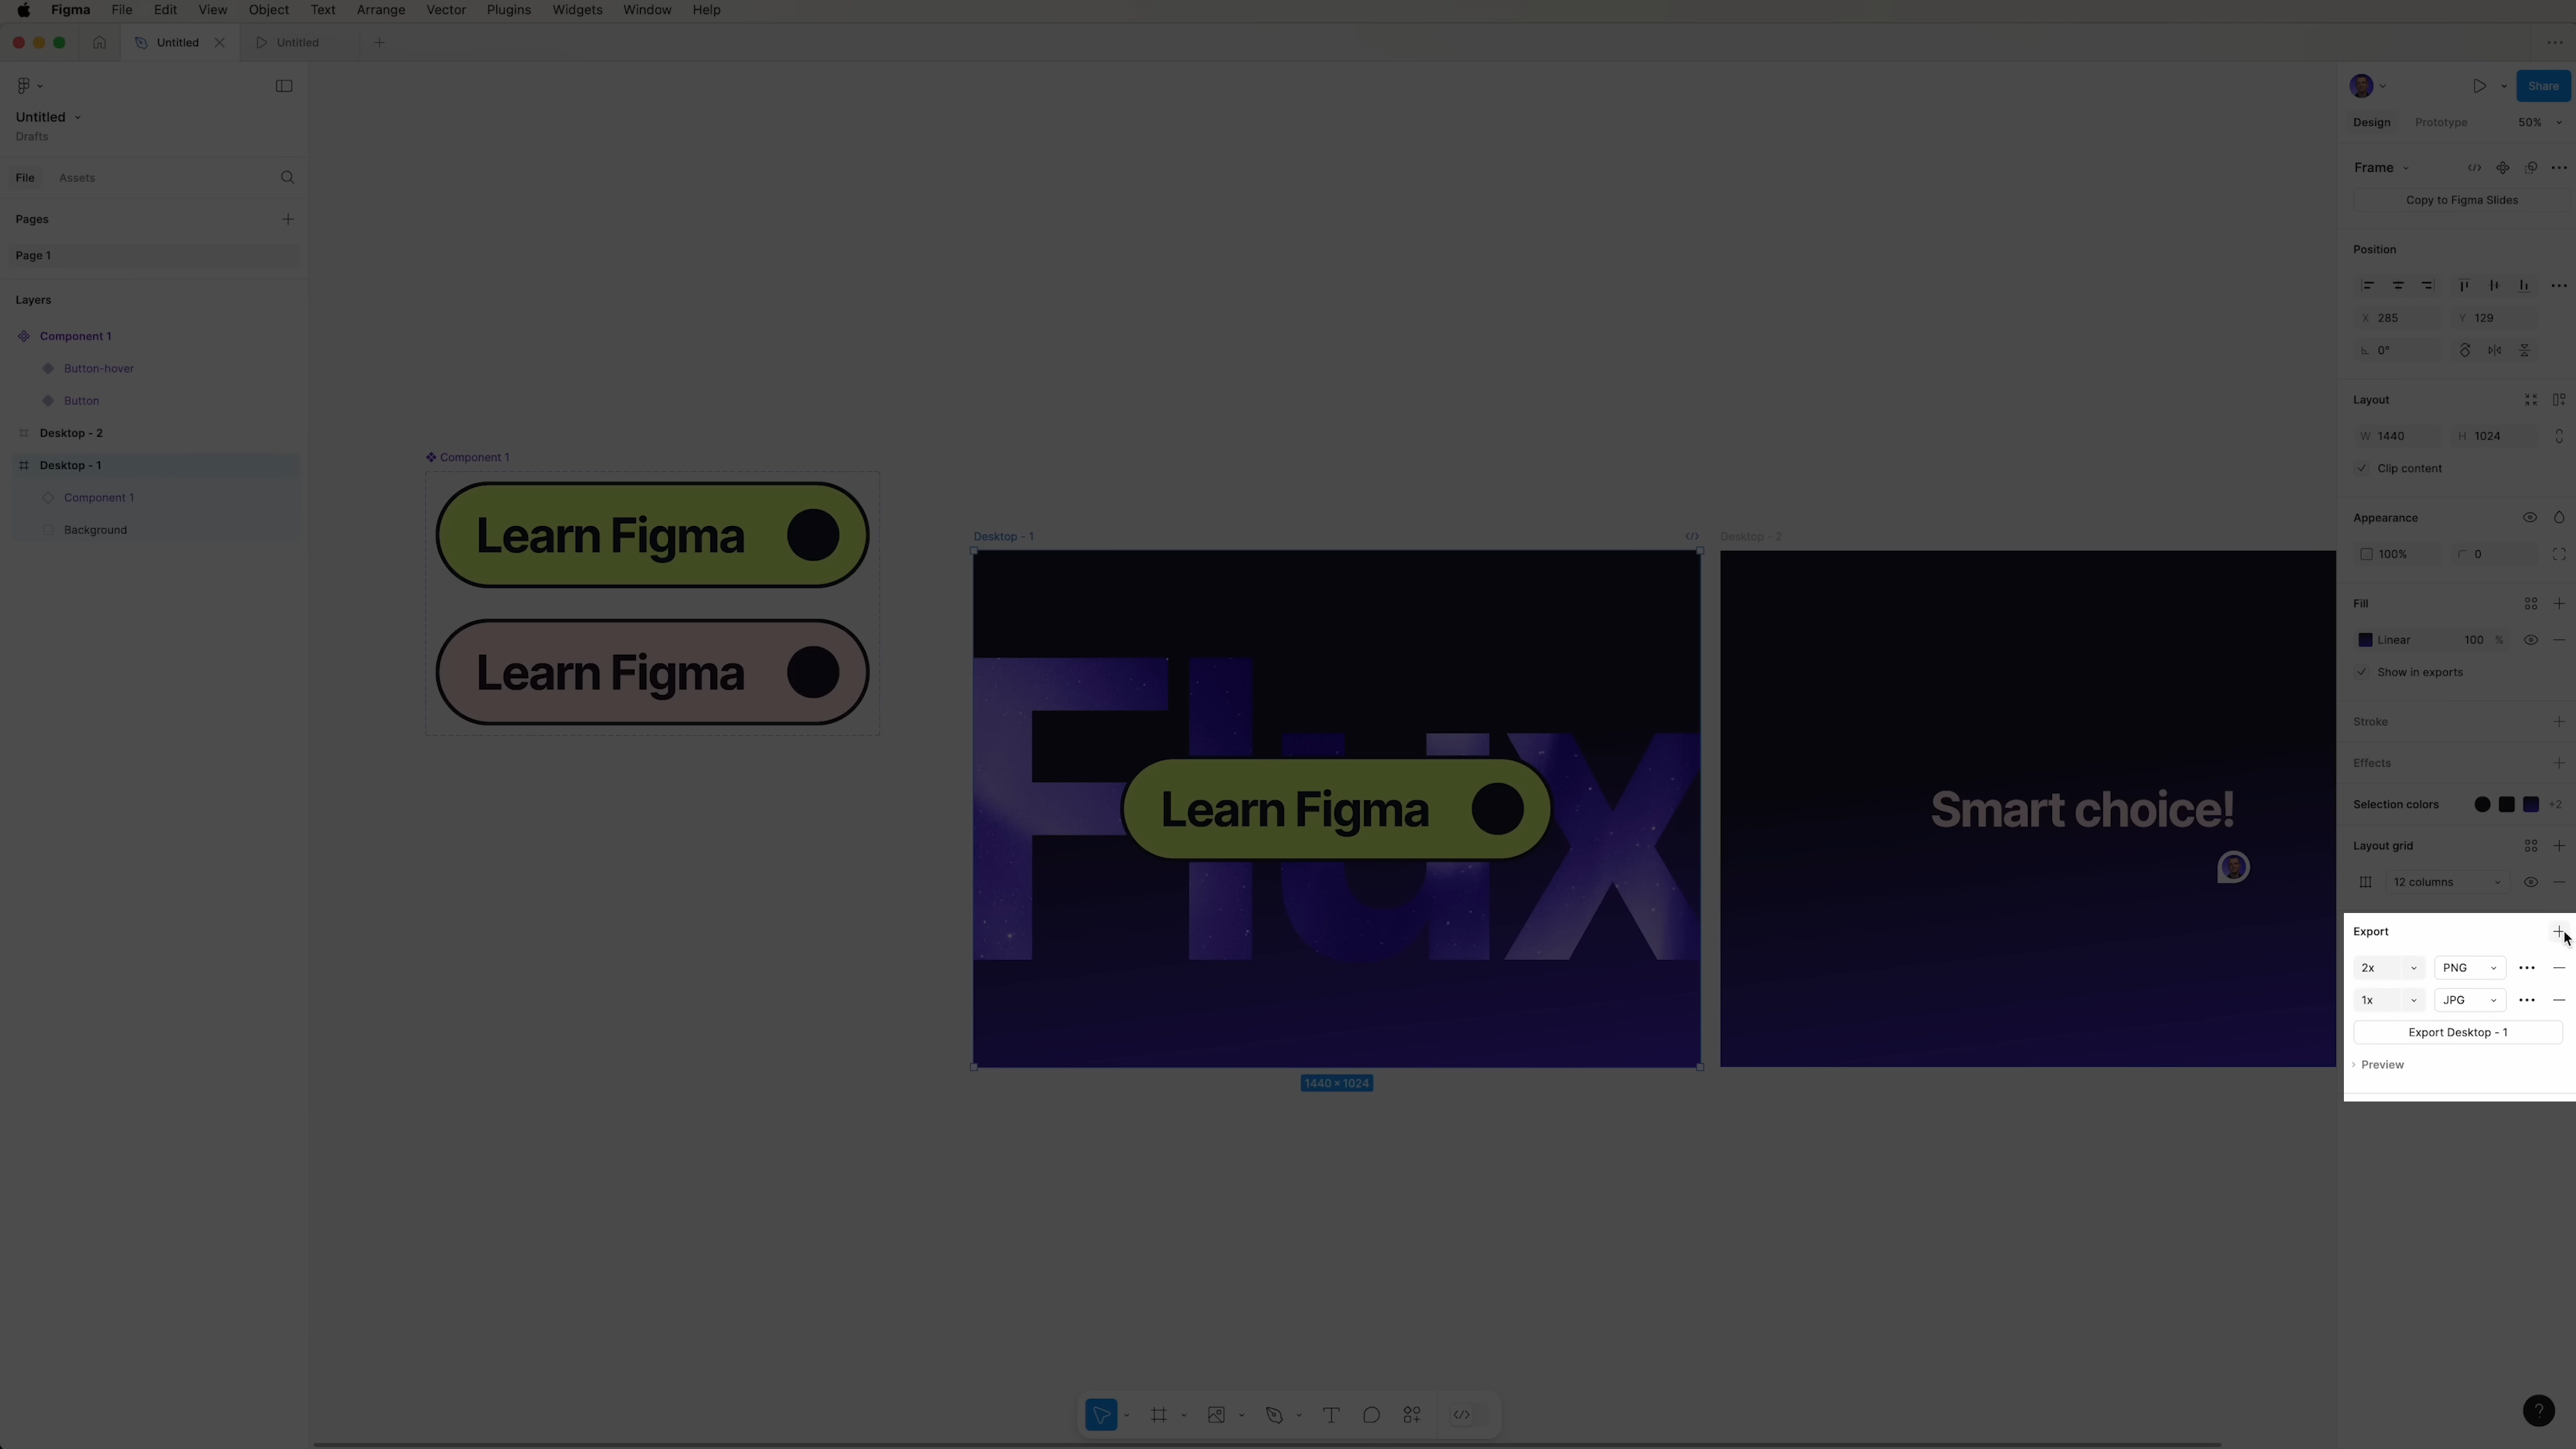 Figma File Edit View Object Text Arrange Vector Plugins Widgets Window Help
Untitled Untitled
Untitled
Drafts
File Assets
Pages
Page 1
Layers
Component 1
Button-hover
Button
Desktop - 2
Desktop - 1
Component 1
Background
Component 1
Learn Figma
Learn Figma
Desktop - 1
Flux
Learn Figma
1440 × 1024
Desktop - 2
Smart choice!
Share
Design Prototype 50%
Frame
Copy to Figma Slides
Position
X 285 Y 129
0°
Layout
W 1440 H 1024
Clip content
Appearance
100% 0
Fill
Linear 100 %
Show in exports
Stroke
Effects
Selection colors +2
Layout grid
12 columns
Export
2x PNG
1x JPG
Export Desktop - 1
Preview
?